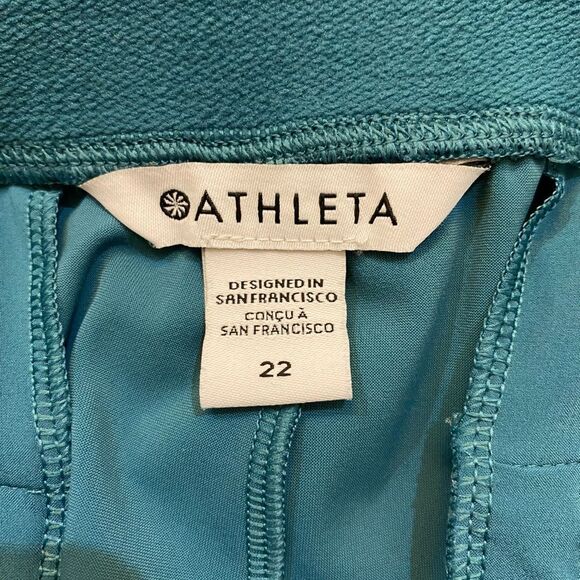 ATHLETA
DESIGNED IN
SAN FRANCISCO
CONÇU À
SAN FRANCISCO
22